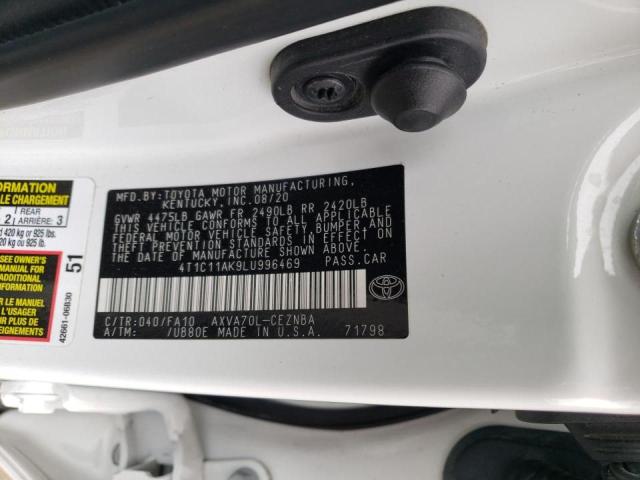 MFD.BY:TOYOTA MOTOR MANUFACTURING,
KENTUCKY, INC. 08/20
GVWR 4475LB GAWR FR 2490LB RR 2420LB
THIS VEHICLE CONFORMS TO ALL APPLICABLE
FEDERAL MOTOR VEHICLE SAFETY, BUMPER, AND
THEFT PREVENTION STANDARDS IN EFFECT ON
THE DATE OF MANUFACTURE SHOWN ABOVE.
4T1C11AK9LU996469 PASS.CAR
C/TR:040/FA10 AXVA70L-CEZNBA
A/TM: /UB80E MADE IN U.S.A. 71798
FORMATION
LE CHARGEMENT
1 REAR
2 ARRIÈRE: 3
420 kg or 925 lbs.
20 kg ou 925 lb.
SEE OWNER'S
MANUAL FOR
ADDITIONAL
INFORMATION
LE MANUEL
PLUS DE
51
42661-06B30